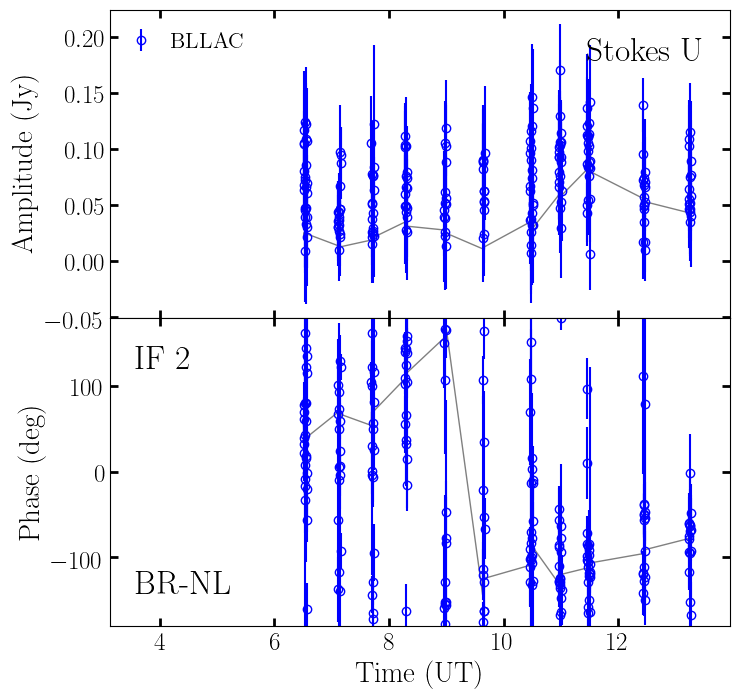 BLLAC
Stokes U
0.20
0.15
0.10
0.05
0.00
−0.05
Amplitude (Jy)
IF 2
100
0
−100
Phase (deg)
BR-NL
4 6 8 10 12
Time (UT)